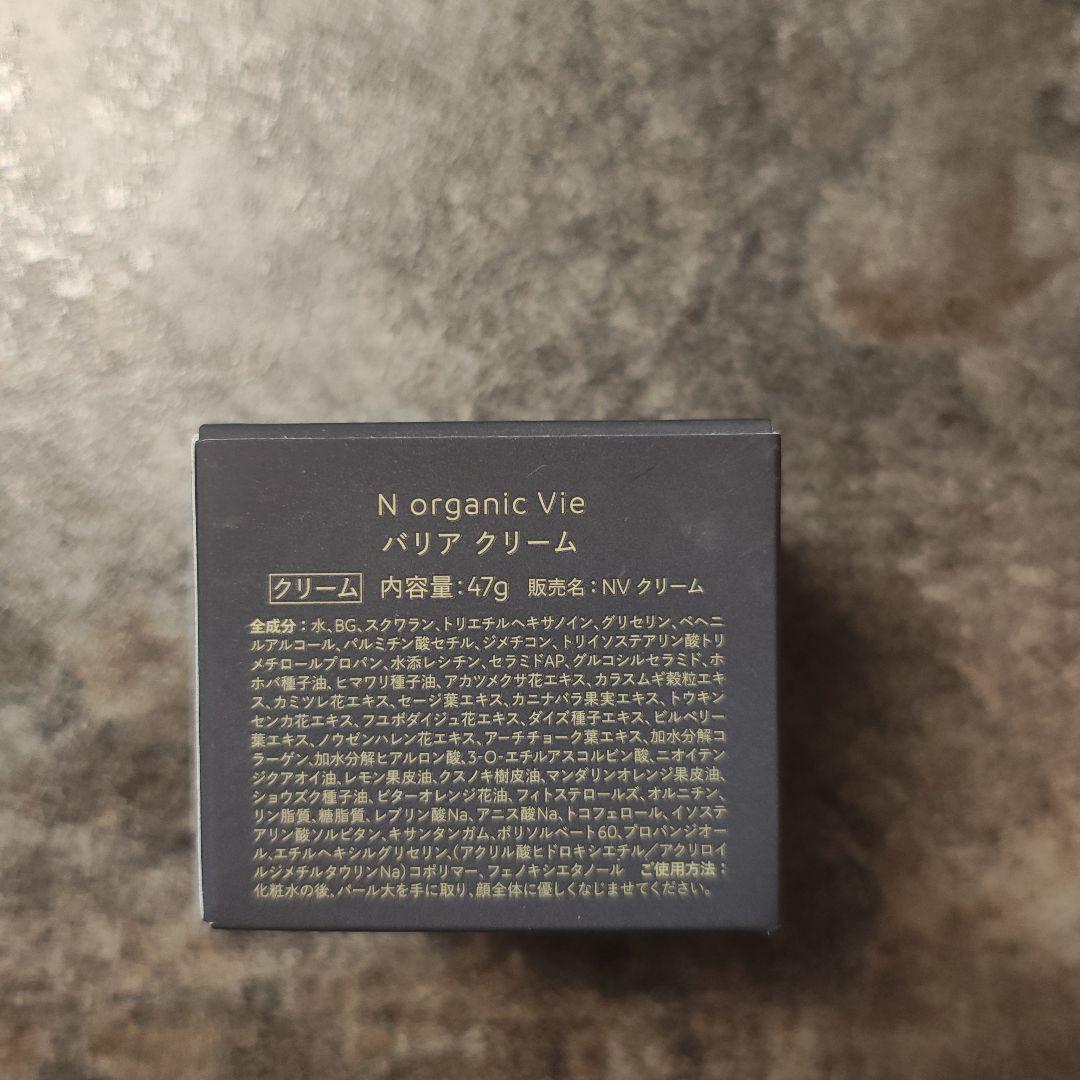 N organic Vie
バリア クリーム
クリーム 内容量:47g 販売名:NV クリーム
全成分:水、BG、スクワラン、トリエチルヘキサノイン、グリセリン、ベヘニ
ルアルコール、パルミチン酸セチル、ジメチコン、トリイソステアリン酸トリ
メチロールプロパン、水添レシチン、セラミドAP、グルコシルセラミド、ホ
ホバ種子油、ヒマワリ種子油、アカツメクサ花エキス、カラスムギ穀粒エキ
ス、カミツレ花エキス、セージ葉エキス、カニナバラ果実エキス、トウキン
センカ花エキス、フユボダイジュ花エキス、ダイズ種子エキス、ビルベリー
葉エキス、ノウゼンハレン花エキス、アーチチョーク葉エキス、加水分解コ
ラーゲン、加水分解ヒアルロン酸、3-O-エチルアスコルビン酸、ニオイテン
ジクアオイ油、レモン果皮油、クスノキ樹皮油、マンダリンオレンジ果皮油、
ショウズク種子油、ビターオレンジ花油、フィトステロールズ、オルニチン、
リン脂質、糖脂質、レブリン酸Na、アニス酸Na、トコフェロール、イソステ
アリン酸ソルビタン、キサンタンガム、ポリソルベート60、プロパンジオー
ル、エチルヘキシルグリセリン、(アクリル酸ヒドロキシエチル/アクリロイ
ルジメチルタウリンNa)コポリマー、フェノキシエタノール ご使用方法:
化粧水の後、パール大を手に取り、顔全体に優しくなじませてください。